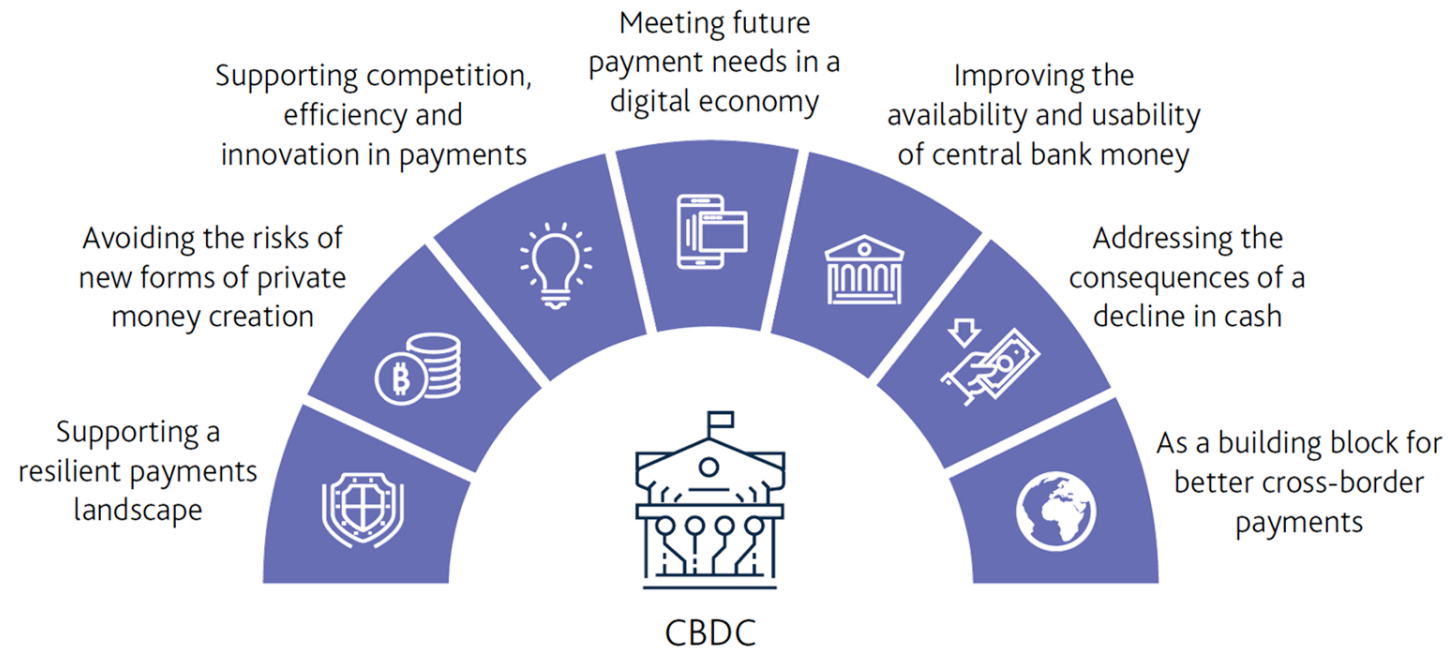 Supporting a
resilient payments
landscape
Avoiding the risks of
new forms of private
money creation
Supporting competition,
efficiency and
innovation in payments
Meeting future
payment needs in a
digital economy
Improving the
availability and usability
of central bank money
Addressing the
consequences of a
decline in cash
As a building block for
better cross-border
payments
CBDC